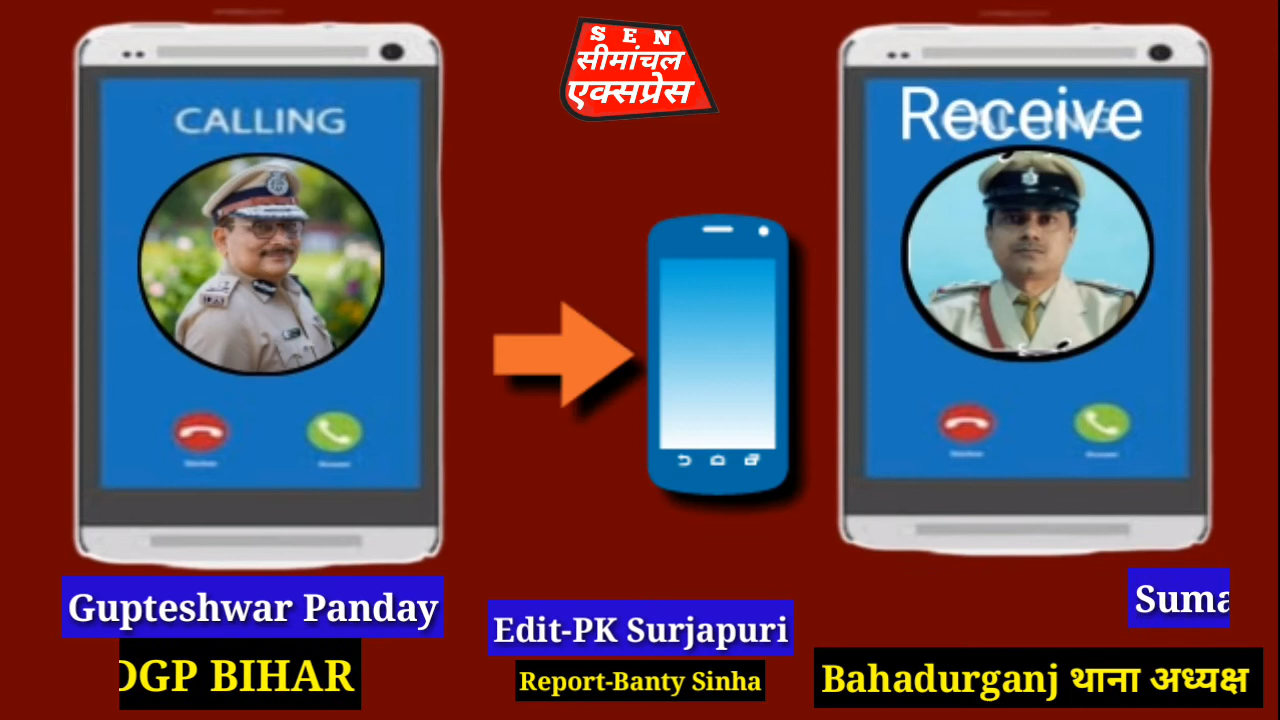 SEN
सीमांचल
एक्सप्रेस
CALLING
Receive
Gupteshwar Panday
DGP BIHAR
Edit-PK Surjapuri
Report-Banty Sinha
Suma
Bahadurganj थाना अध्यक्ष